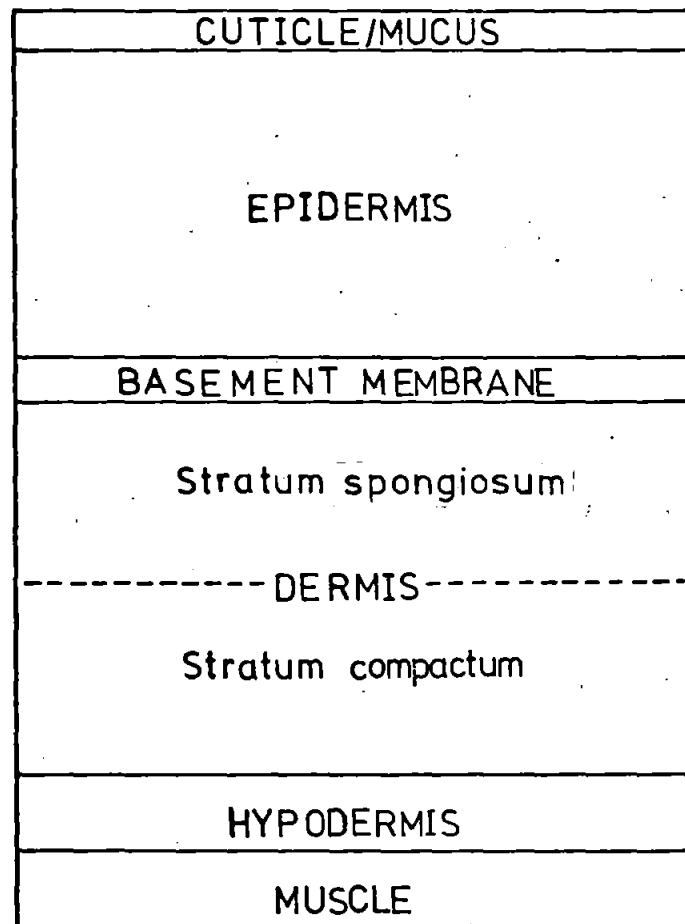 CUTICLE/MUCUS
EPIDERMIS
BASEMENT MEMBRANE
Stratum spongiosum
DERMIS
Stratum compactum
HYPODERMIS
MUSCLE